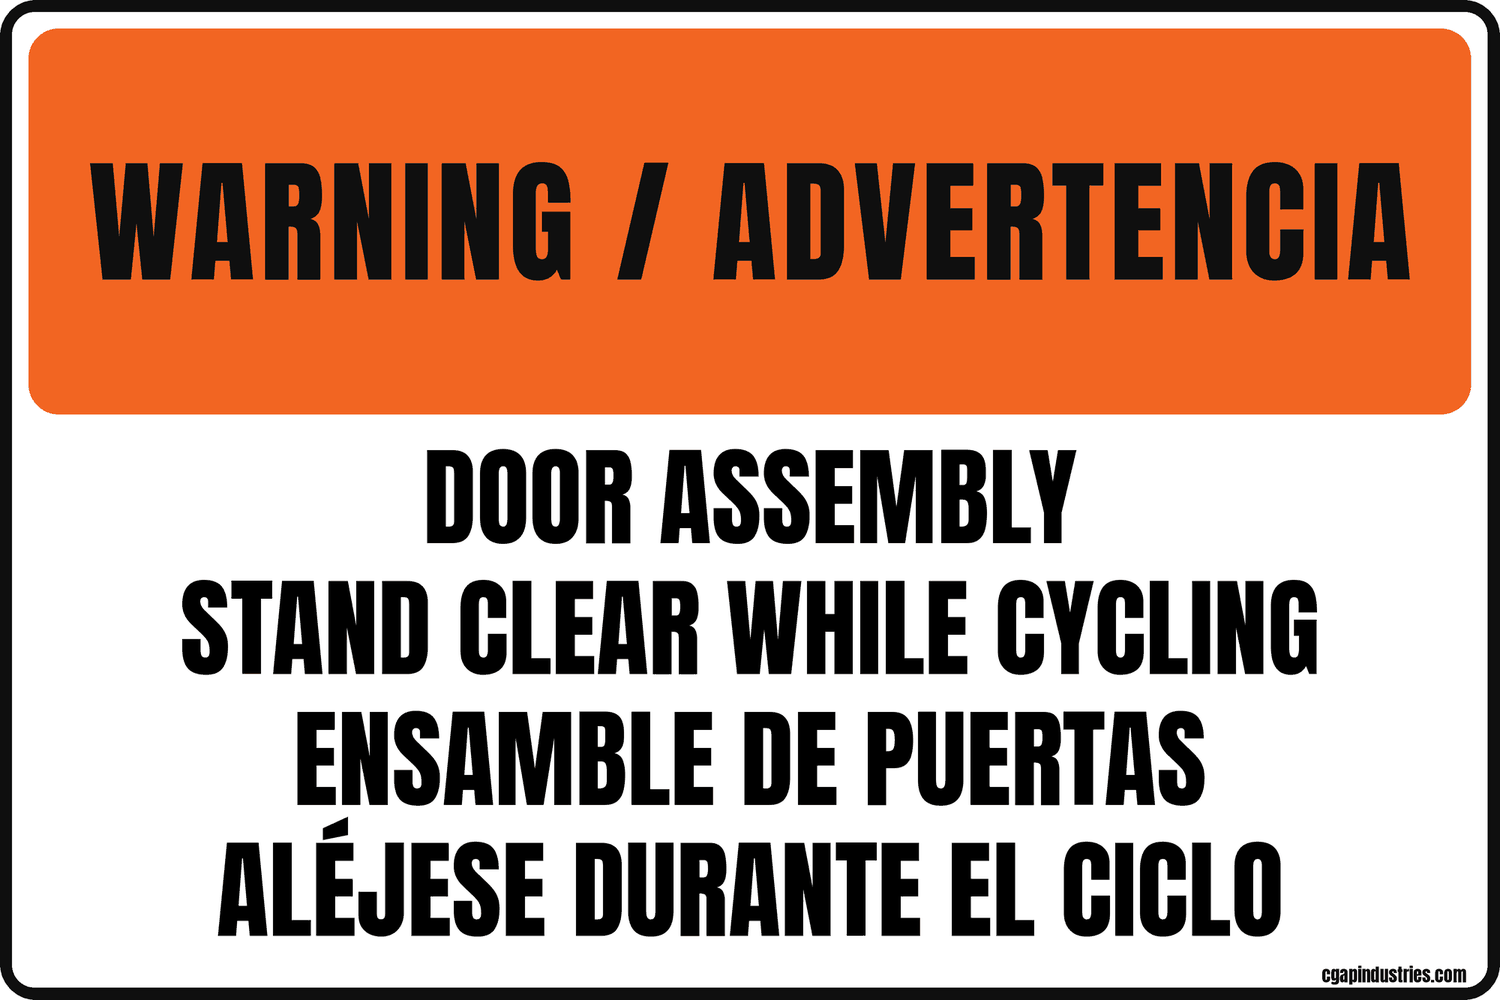 WARNING / ADVERTENCIA
DOOR ASSEMBLY
STAND CLEAR WHILE CYCLING
ENSAMBLE DE PUERTAS
ALÉJESE DURANTE EL CICLO
cgapindustries.com